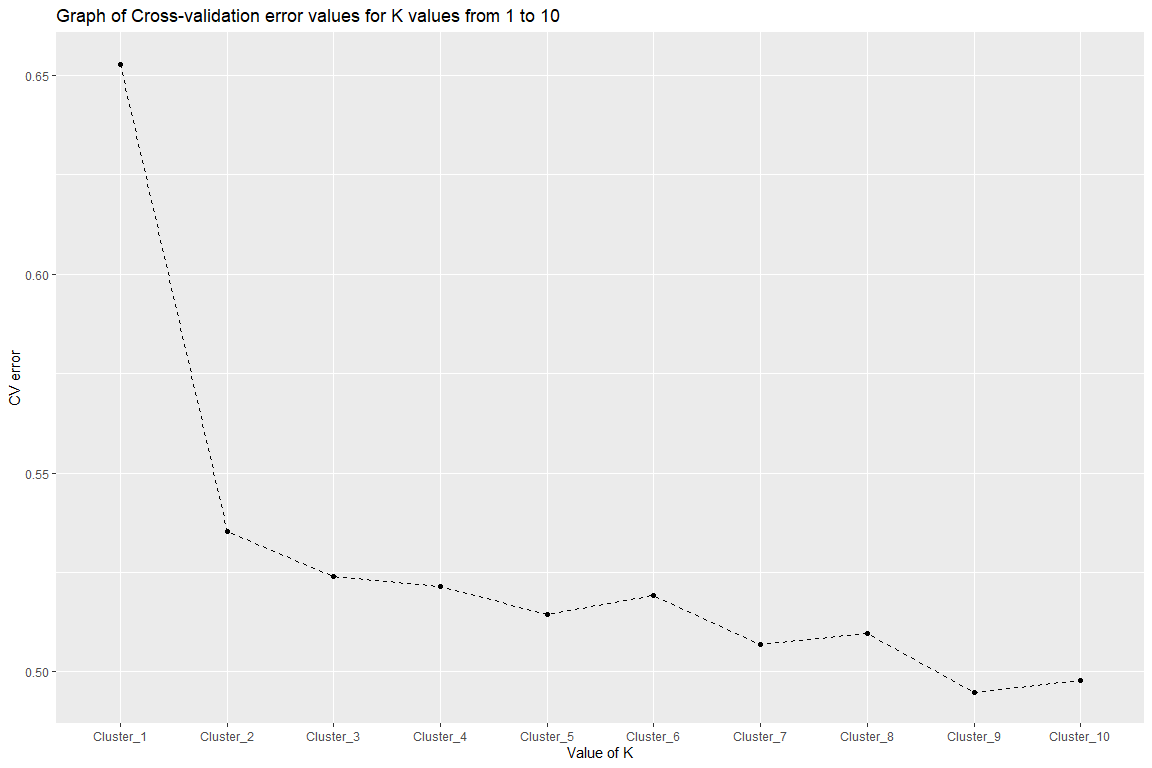 Graph of Cross-validation error values for K values from 1 to 10
0.65
0.60
0.55
0.50
CV error
Cluster_1 Cluster_2 Cluster_3 Cluster_4 Cluster_5 Cluster_6 Cluster_7 Cluster_8 Cluster_9 Cluster_10
Value of K